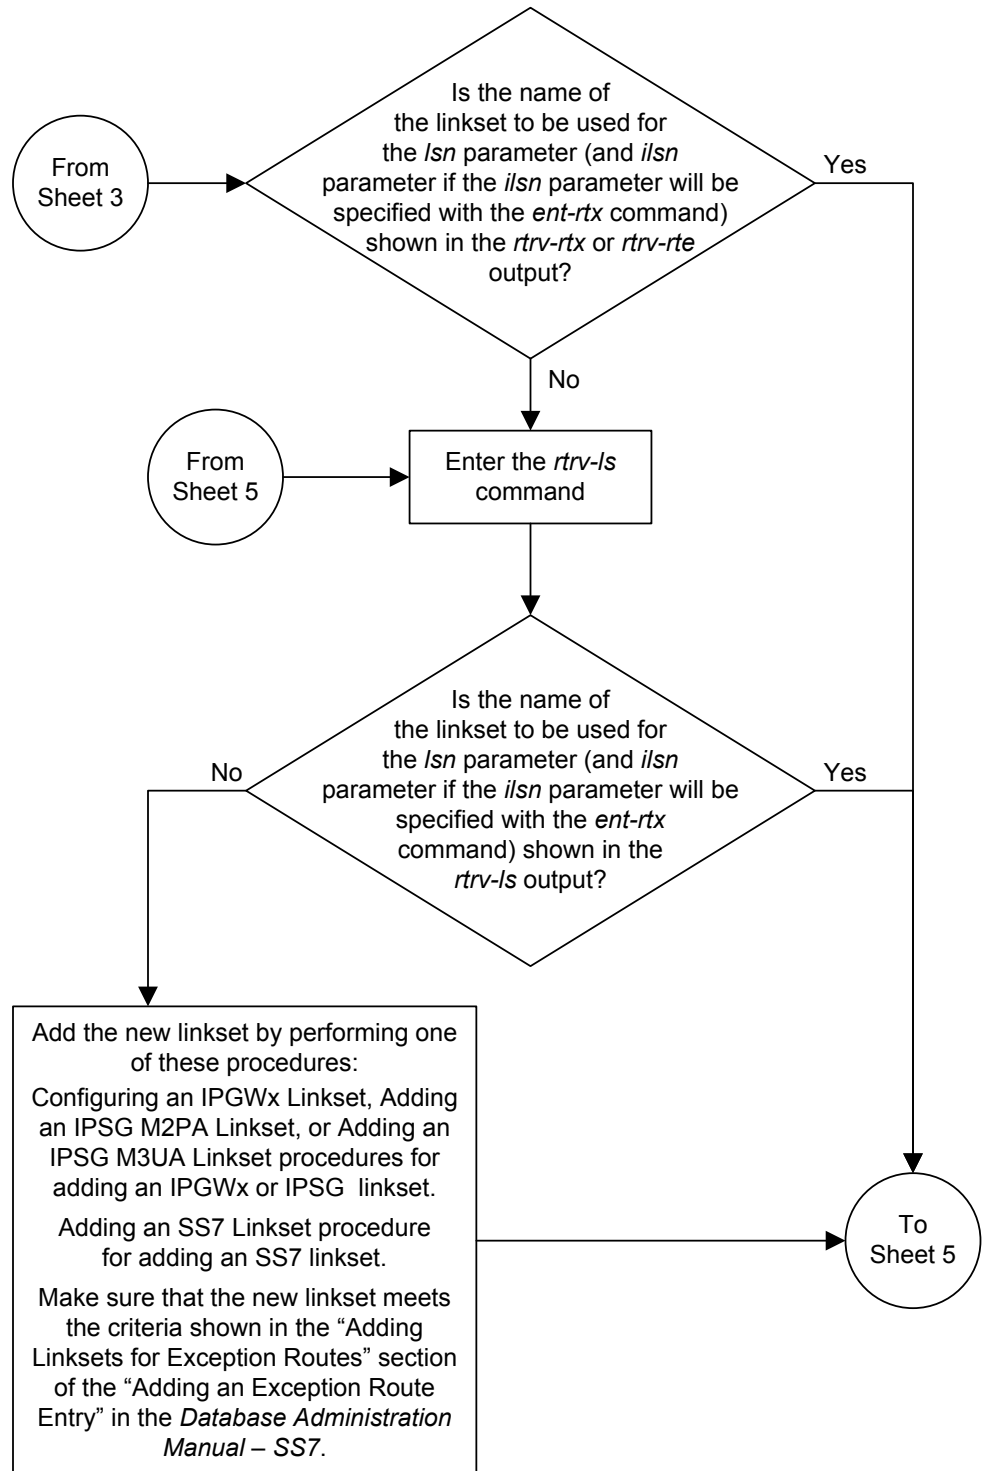 Is the name of
the linkset to be used for
the lsn parameter (and ilsn
parameter if the ilsn parameter will be
specified with the ent-rtx command)
shown in the rtrv-rtx or rtrv-rte
output?
From
Sheet 3
Yes
No
From
Sheet 5
Enter the rtrv-ls
command
Is the name of
the linkset to be used for
the lsn parameter (and ilsn
parameter if the ilsn parameter will be
specified with the ent-rtx
command) shown in the
rtrv-ls output?
No
Yes
Add the new linkset by performing one
of these procedures:
Configuring an IPGWx Linkset, Adding
an IPSG M2PA Linkset, or Adding an
IPSG M3UA Linkset procedures for
adding an IPGWx or IPSG  linkset.
Adding an SS7 Linkset procedure
for adding an SS7 linkset.
Make sure that the new linkset meets
the criteria shown in the “Adding
Linksets for Exception Routes” section
of the “Adding an Exception Route
Entry” in the Database Administration
Manual – SS7.
To
Sheet 5